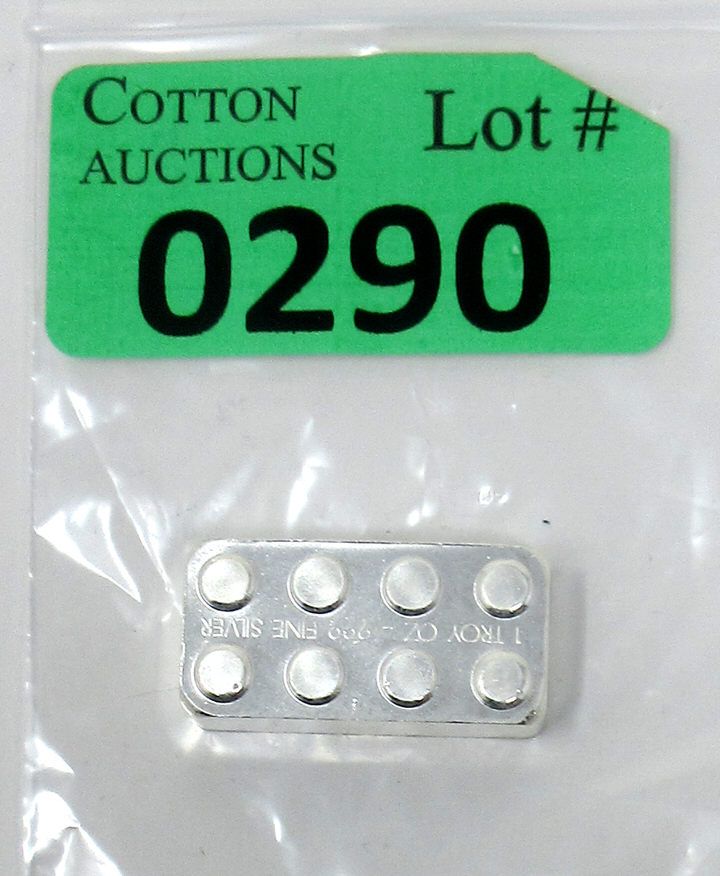 COTTON
AUCTIONS
Lot #
0290
1 TROY OZ - .999 FINE SILVER